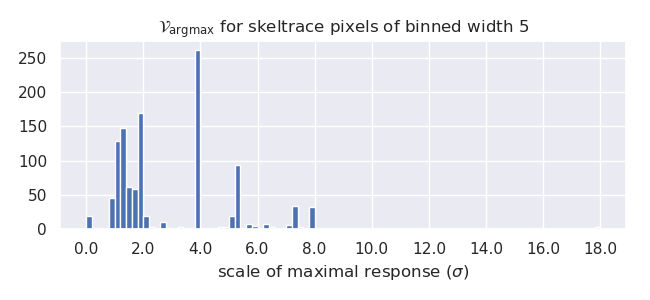 𝒱argmax for skeltrace pixels of binned width 5
250
200
150
100
50
0
0.0 2.0 4.0 6.0 8.0 10.0 12.0 14.0 16.0 18.0
scale of maximal response (σ)